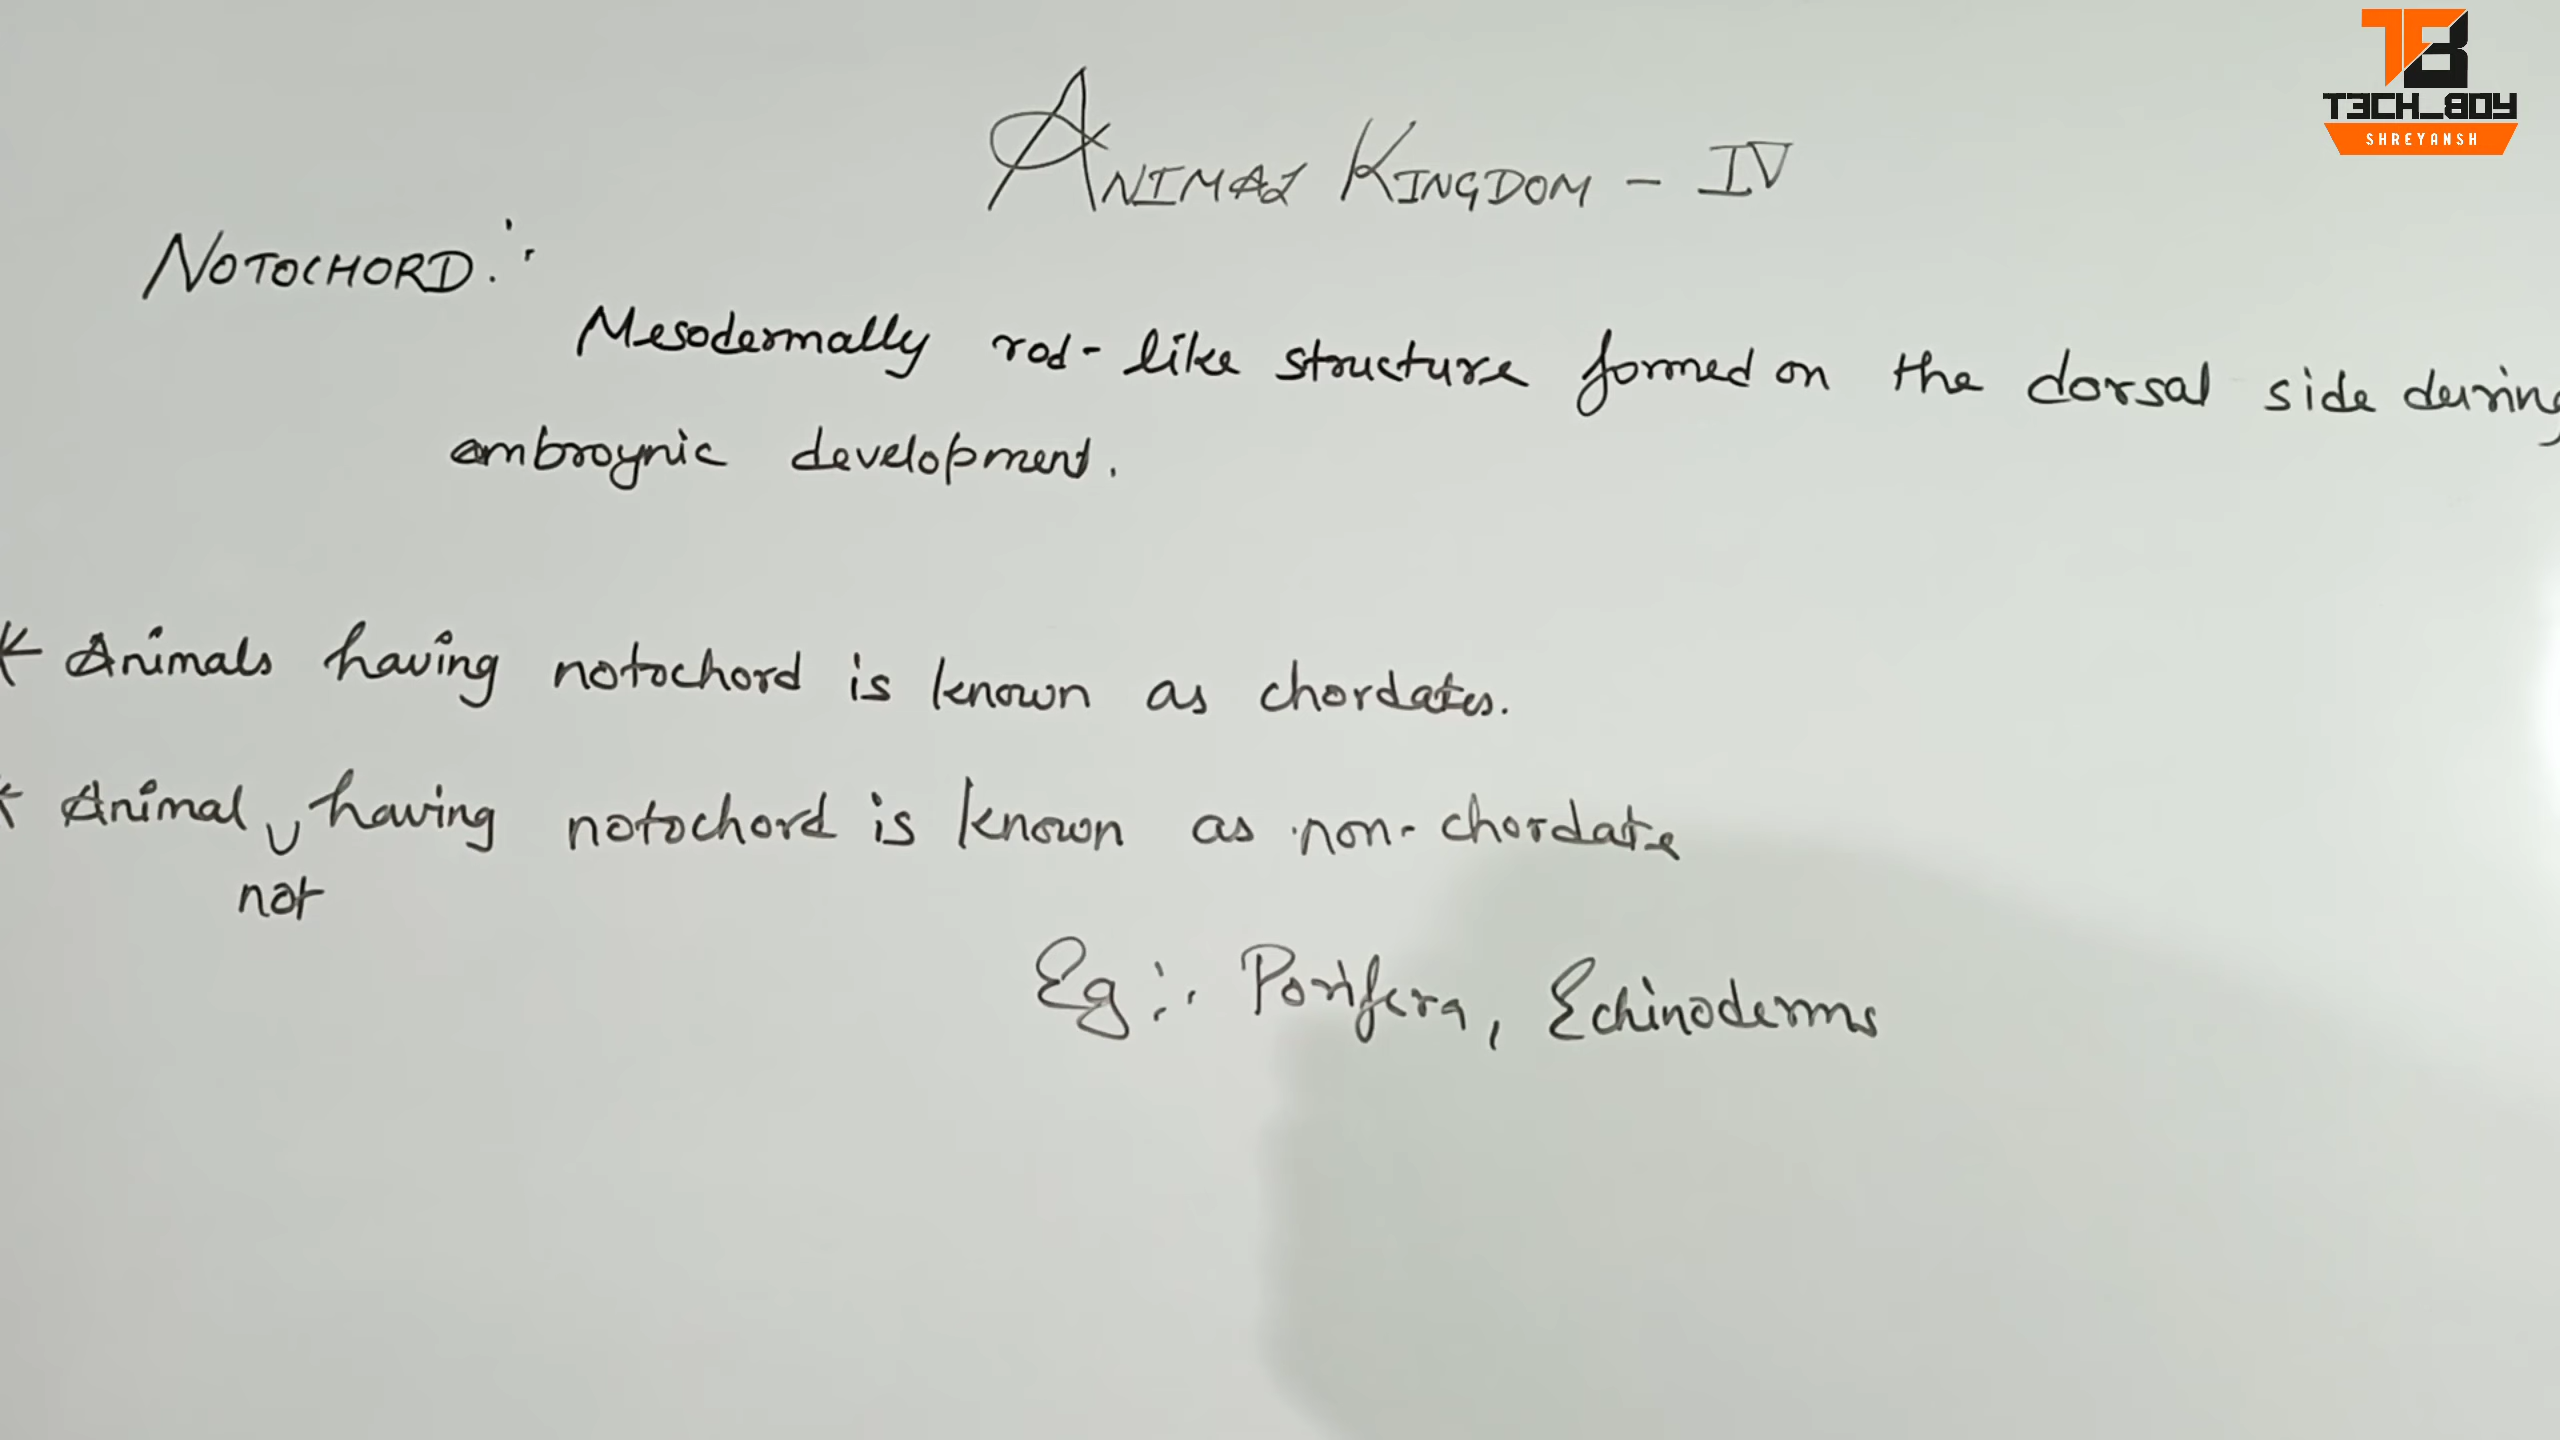 T3CH_BOY
SHREYANSH
ANIMAL KINGDOM - IV
NOTOCHORD :-
Mesodermally rod-like structure formed on the dorsal side during
embroynic development.
* Animals having notochord is known as chordates.
* Animal having notochord is known as non-chordate
not
Eg :- Porifera, Echinoderms